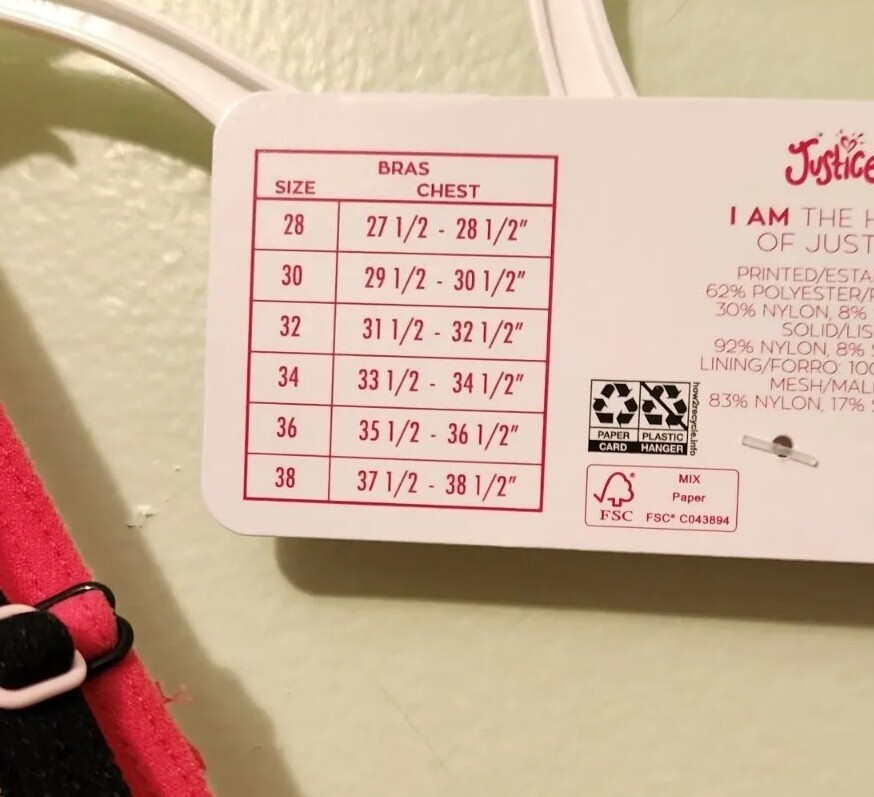 BRAS
SIZE CHEST
28 27 1/2 - 28 1/2"
30 29 1/2 - 30 1/2"
32 31 1/2 - 32 1/2"
34 33 1/2 - 34 1/2"
36 35 1/2 - 36 1/2"
38 37 1/2 - 38 1/2"
Justice
I AM THE
OF JUST
PRINTED/ESTA
62% POLYESTER/
30% NYLON, 8%
SOLID/LIS
92% NYLON, 8%
LINING/FORRO: 100
MESH/MAL
83% NYLON, 17%
how2recycle.info
PAPER PLASTIC
CARD HANGER
MIX
Paper
FSC FSC® C043894